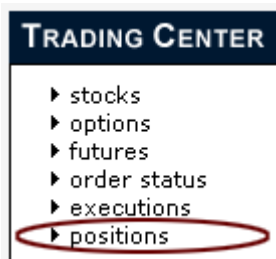 TRADING CENTER
stocks
options
futures
order status
executions
positions